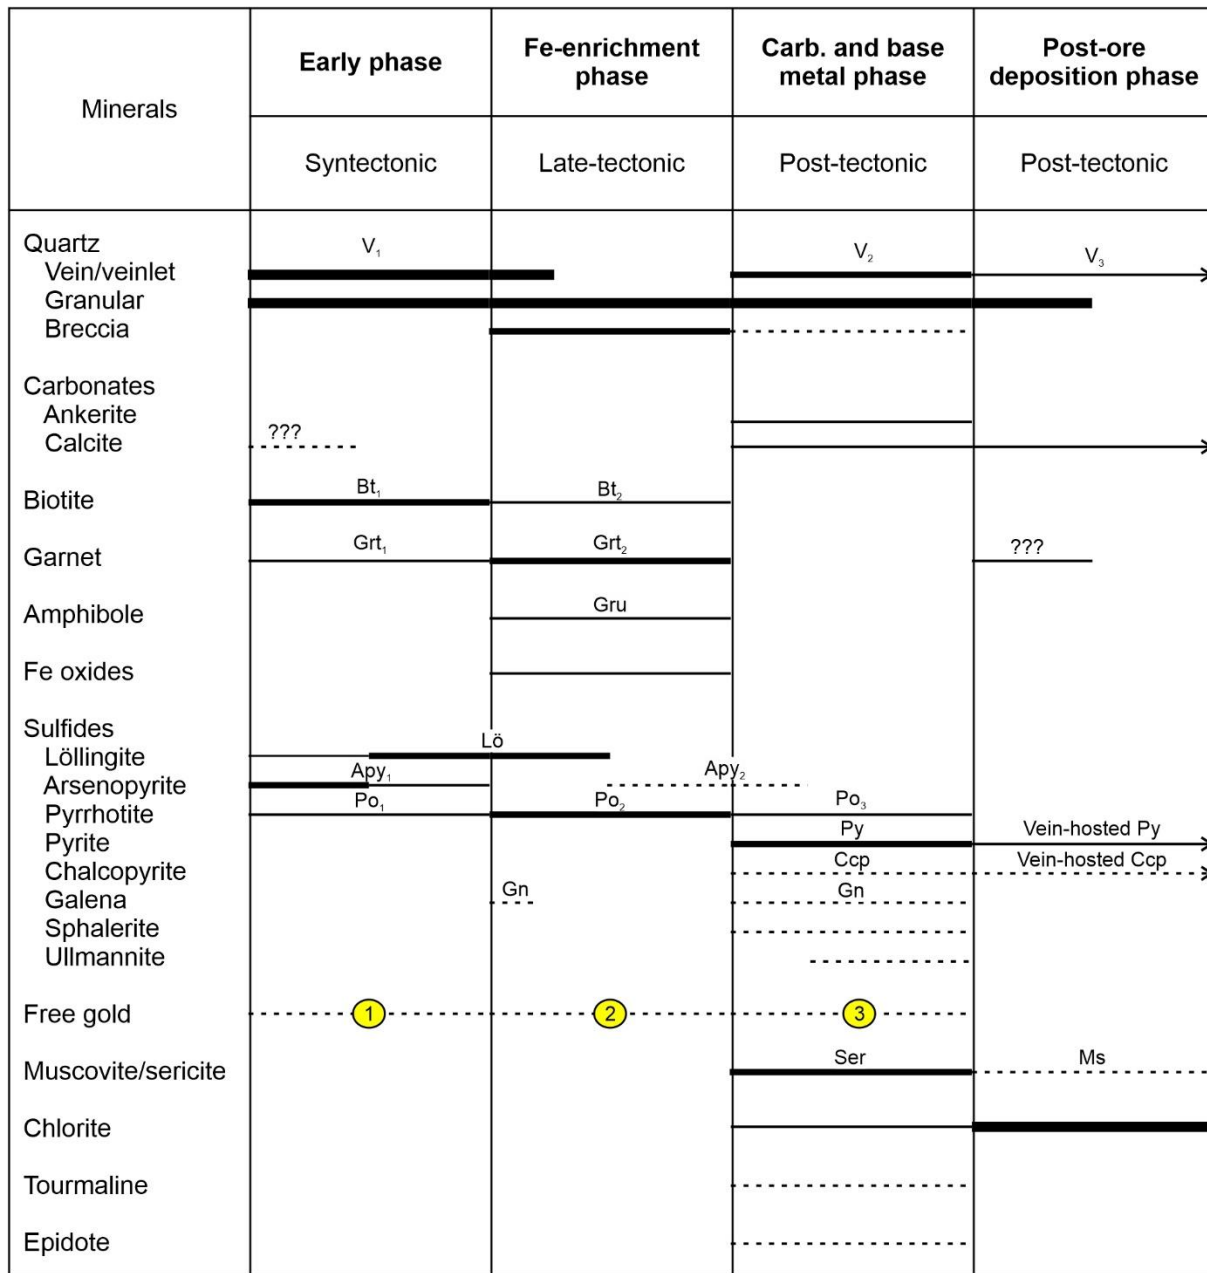 Minerals
Early phase
Fe-enrichment
phase
Carb. and base
metal phase
Post-ore
deposition phase
Syntectonic
Late-tectonic
Post-tectonic
Post-tectonic
Quartz
V₁
Vein/veinlet
V₂
V₃
Granular
Breccia
Carbonates
Ankerite
Calcite
???
Biotite
Bt₁
Bt₂
Garnet
Grt₁
Grt₂
???
Amphibole
Gru
Fe oxides
Sulfides
Löllingite
Lö
Arsenopyrite
Apy₁
Apy₂
Pyrrhotite
Po₁
Po₂
Po₃
Pyrite
Py
Vein-hosted Py
Chalcopyrite
Ccp
Vein-hosted Ccp
Galena
Gn
Gn
Sphalerite
Ullmannite
Free gold
1
2
3
Muscovite/sericite
Ser
Ms
Chlorite
Tourmaline
Epidote